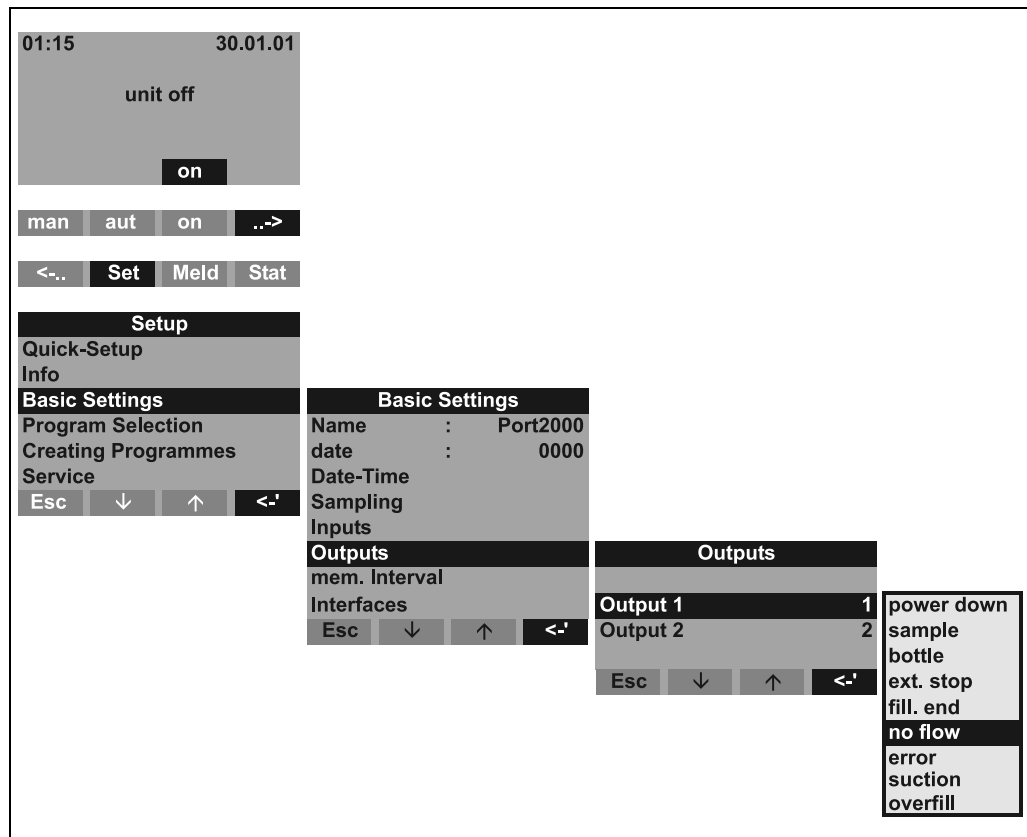 01:15 30.01.01
unit off
on
man aut on ..->
<-.. Set Meld Stat
Setup
Quick-Setup
Info
Basic Settings
Program Selection
Creating Programmes
Service
Esc ↓ ↑ <-'
Basic Settings
Name : Port2000
date : 0000
Date-Time
Sampling
Inputs
Outputs
mem. Interval
Interfaces
Esc ↓ ↑ <-'
Outputs
Output 1 1
Output 2 2
Esc ↓ ↑ <-'
power down
sample
bottle
ext. stop
fill. end
no flow
error
suction
overfill